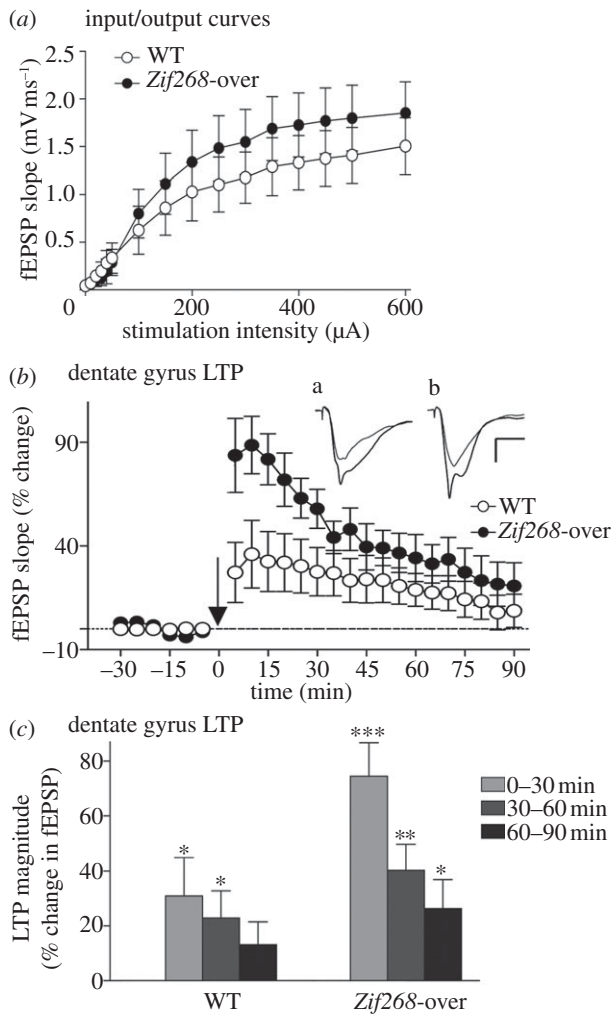 (a) input/output curves
WT
Zif268-over
2.5
2.0
1.5
1.0
0.5
0
200
400
600
fEPSP slope (mV ms⁻¹)
stimulation intensity (µA)
(b) dentate gyrus LTP
a
b
90
40
−10
fEPSP slope (% change)
WT
Zif268-over
−30 −15 0 15 30 45 60 75 90
time (min)
(c) dentate gyrus LTP
80
60
40
20
0
LTP magnitude
(% change in fEPSP)
* * *** ** *
0–30 min
30–60 min
60–90 min
WT
Zif268-over